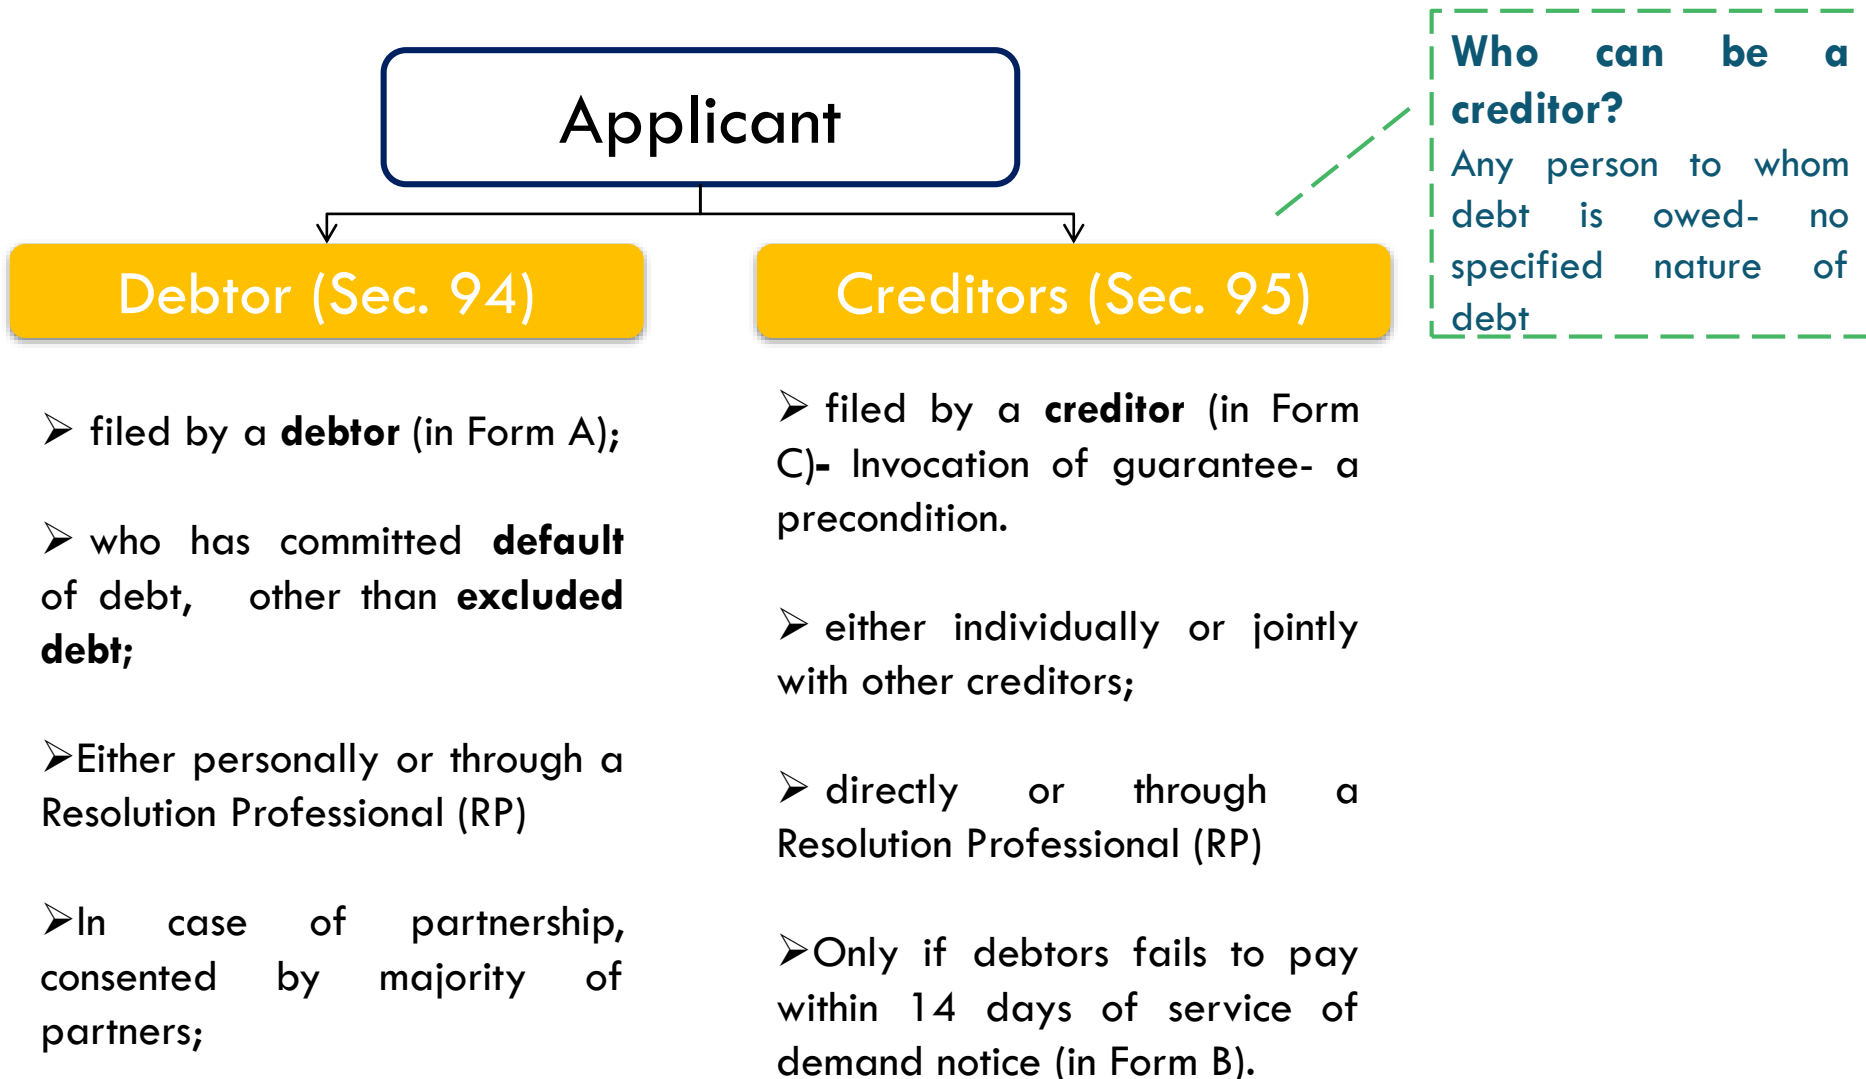 Applicant
Who can be a
creditor?
Any person to whom
debt is owed- no
specified nature of
debt
Debtor (Sec. 94)
➢ filed by a debtor (in Form A);
➢ who has committed default
of debt, other than excluded
debt;
➢Either personally or through a
Resolution Professional (RP)
➢In case of partnership,
consented by majority of
partners;
Creditors (Sec. 95)
➢ filed by a creditor (in Form
C)- Invocation of guarantee- a
precondition.
➢ either individually or jointly
with other creditors;
➢ directly or through a
Resolution Professional (RP)
➢Only if debtors fails to pay
within 14 days of service of
demand notice (in Form B).